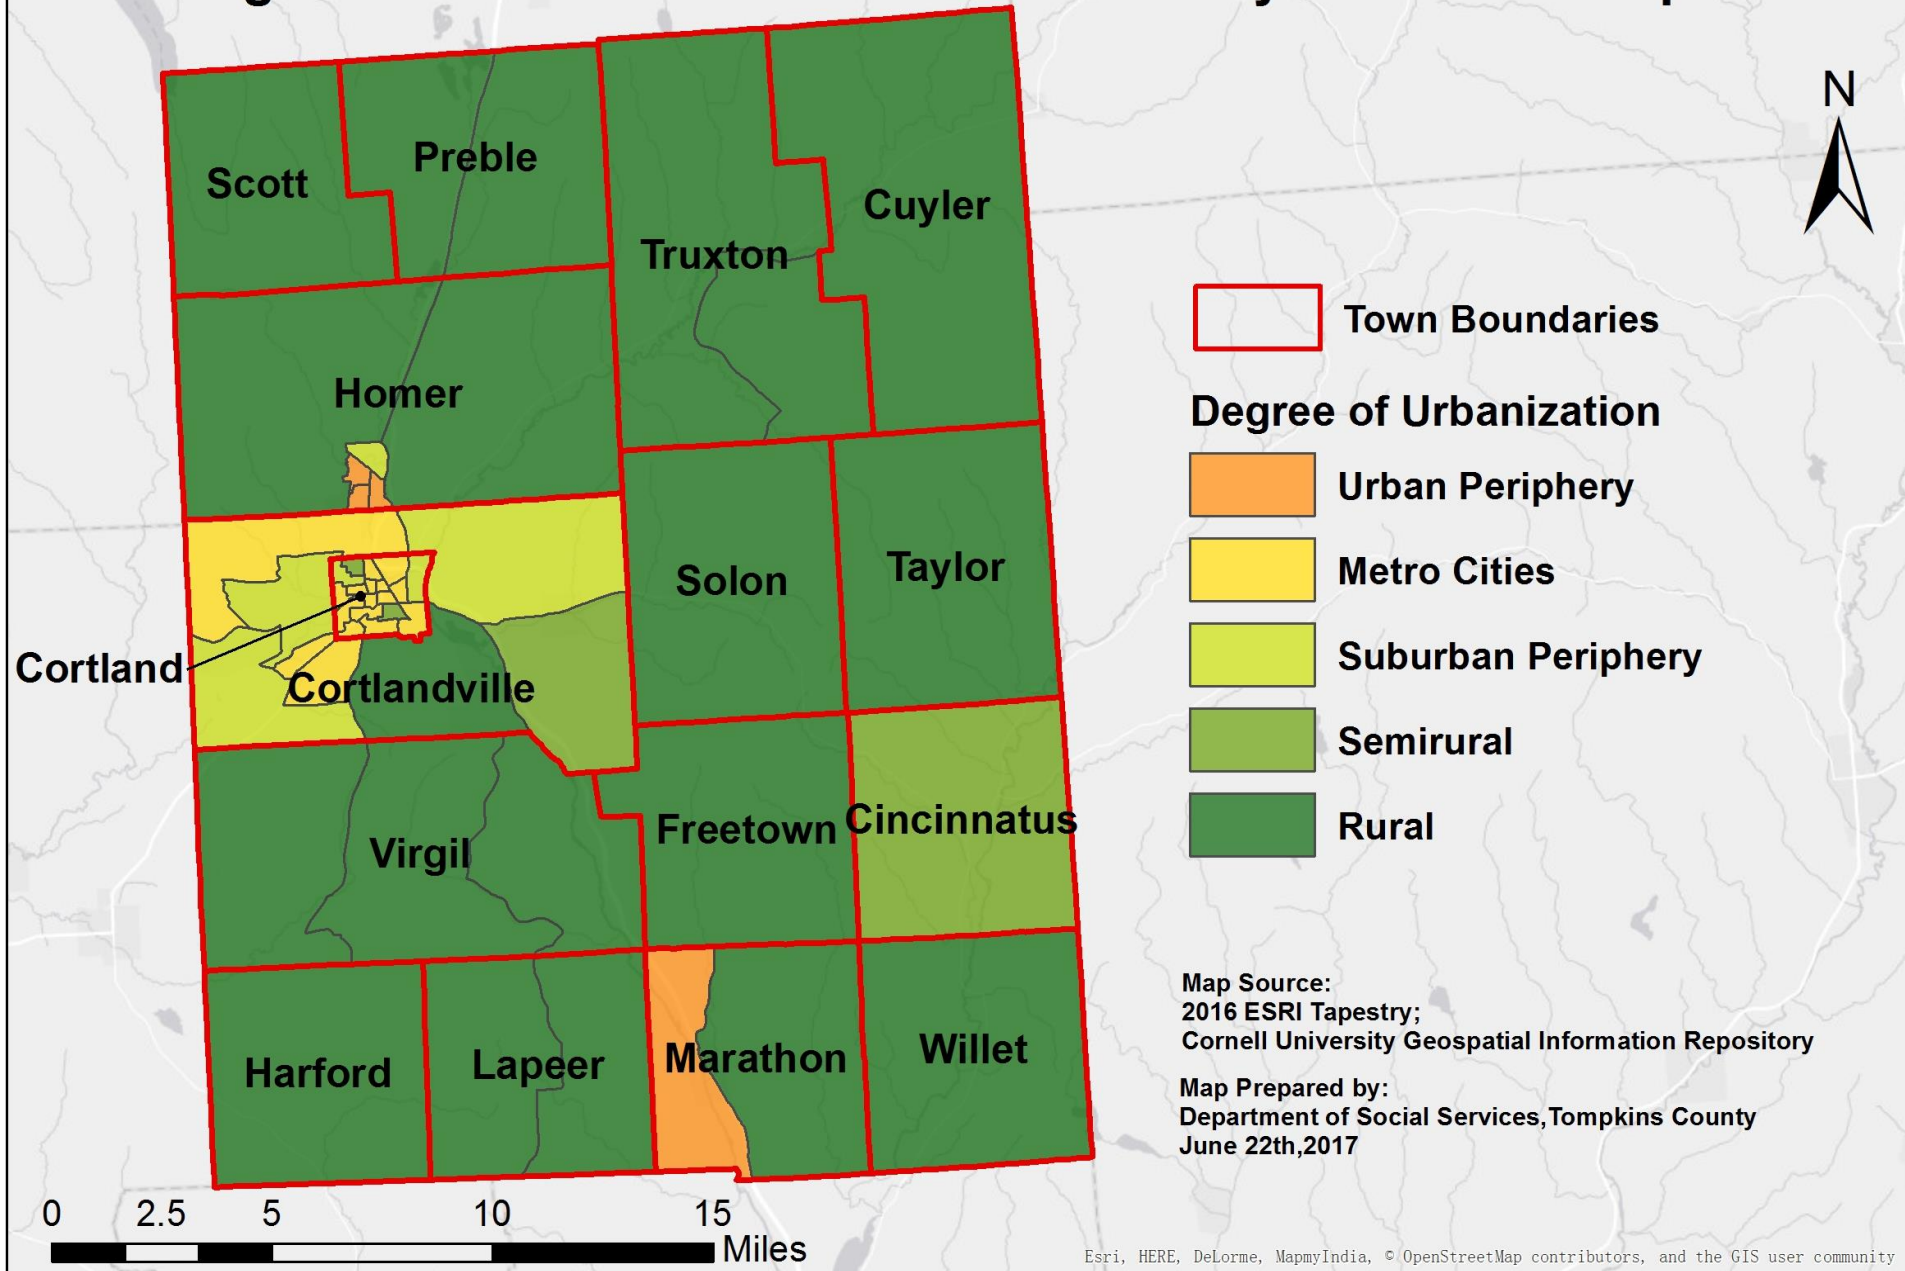 Scott
Preble
Truxton
Cuyler
Homer
Solon
Taylor
Cortland
Cortlandville
Virgil
Freetown
Cincinnatus
Harford
Lapeer
Marathon
Willet
N
Town Boundaries
Degree of Urbanization
Urban Periphery
Metro Cities
Suburban Periphery
Semirural
Rural
Map Source:
2016 ESRI Tapestry;
Cornell University Geospatial Information Repository
Map Prepared by:
Department of Social Services,Tompkins County
June 22th,2017
0 2.5 5 10 15
Miles
Esri, HERE, DeLorme, MapmyIndia, © OpenStreetMap contributors, and the GIS user community